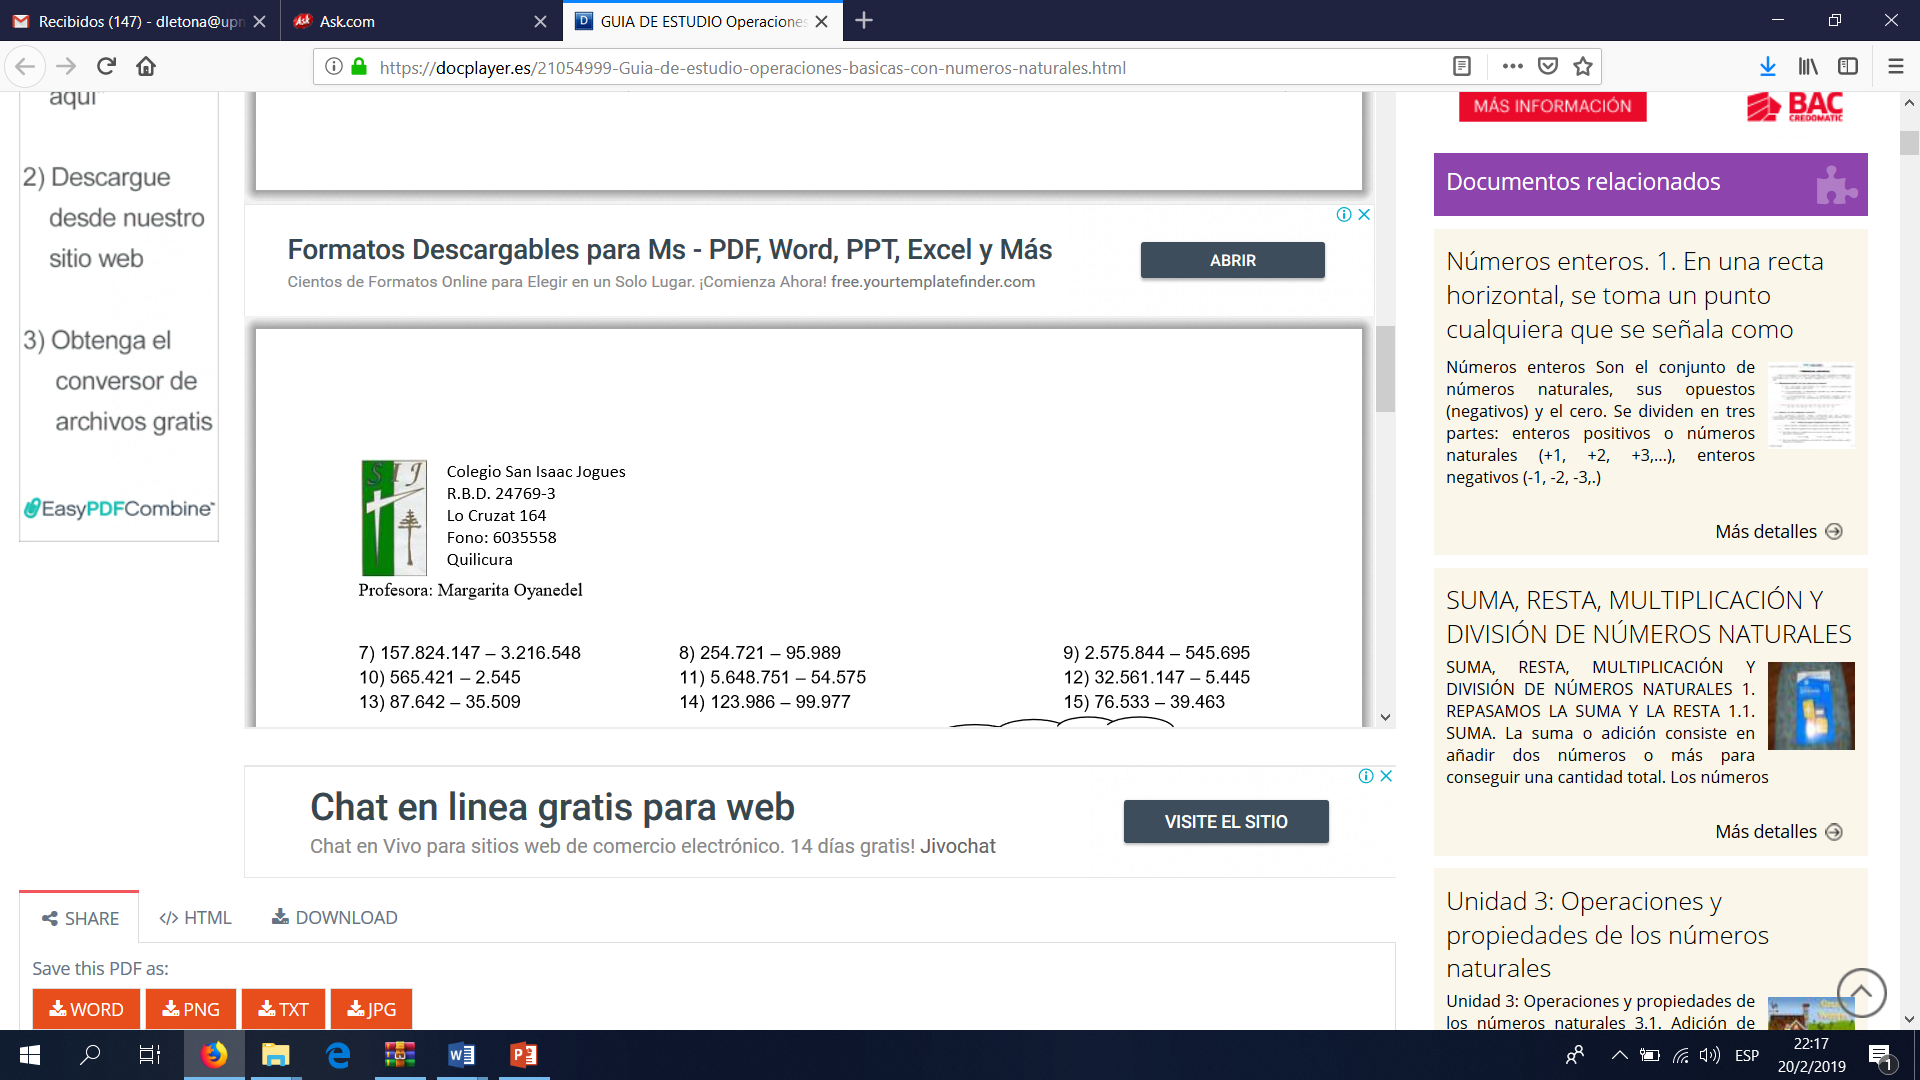 Recibidos (147) - dletona@upn
Ask.com
GUIA DE ESTUDIO Operaciones
https://docplayer.es/21054999-Guia-de-estudio-operaciones-basicas-con-numeros-naturales.html
aquí"
2) Descargue
desde nuestro
sitio web
3) Obtenga el
conversor de
archivos gratis
EasyPDFCombine™
Formatos Descargables para Ms - PDF, Word, PPT, Excel y Más
Cientos de Formatos Online para Elegir en un Solo Lugar. ¡Comienza Ahora! free.yourtemplatefinder.com
ABRIR
SIJ
Colegio San Isaac Jogues
R.B.D. 24769-3
Lo Cruzat 164
Fono: 6035558
Quilicura
Profesora: Margarita Oyanedel
7) 157.824.147 – 3.216.548 8) 254.721 – 95.989 9) 2.575.844 – 545.695
10) 565.421 – 2.545 11) 5.648.751 – 54.575 12) 32.561.147 – 5.445
13) 87.642 – 35.509 14) 123.986 – 99.977 15) 76.533 – 39.463
Chat en linea gratis para web
Chat en Vivo para sitios web de comercio electrónico. 14 días gratis! Jivochat
VISITE EL SITIO
SHARE HTML DOWNLOAD
Save this PDF as:
WORD PNG TXT JPG
MÁS INFORMACIÓN
BAC
CREDOMATIC
Documentos relacionados
Números enteros. 1. En una recta
horizontal, se toma un punto
cualquiera que se señala como
Números enteros Son el conjunto de
números naturales, sus opuestos
(negativos) y el cero. Se dividen en tres
partes: enteros positivos o números
naturales (+1, +2, +3,...), enteros
negativos (-1, -2, -3,.)
Más detalles
SUMA, RESTA, MULTIPLICACIÓN Y
DIVISIÓN DE NÚMEROS NATURALES
SUMA, RESTA, MULTIPLICACIÓN Y
DIVISIÓN DE NÚMEROS NATURALES 1.
REPASAMOS LA SUMA Y LA RESTA 1.1.
SUMA. La suma o adición consiste en
añadir dos números o más para
conseguir una cantidad total. Los números
Más detalles
Unidad 3: Operaciones y
propiedades de los números
naturales
Unidad 3: Operaciones y propiedades de
los números naturales 3.1. Adición de
ESP
22:17
20/2/2019
1